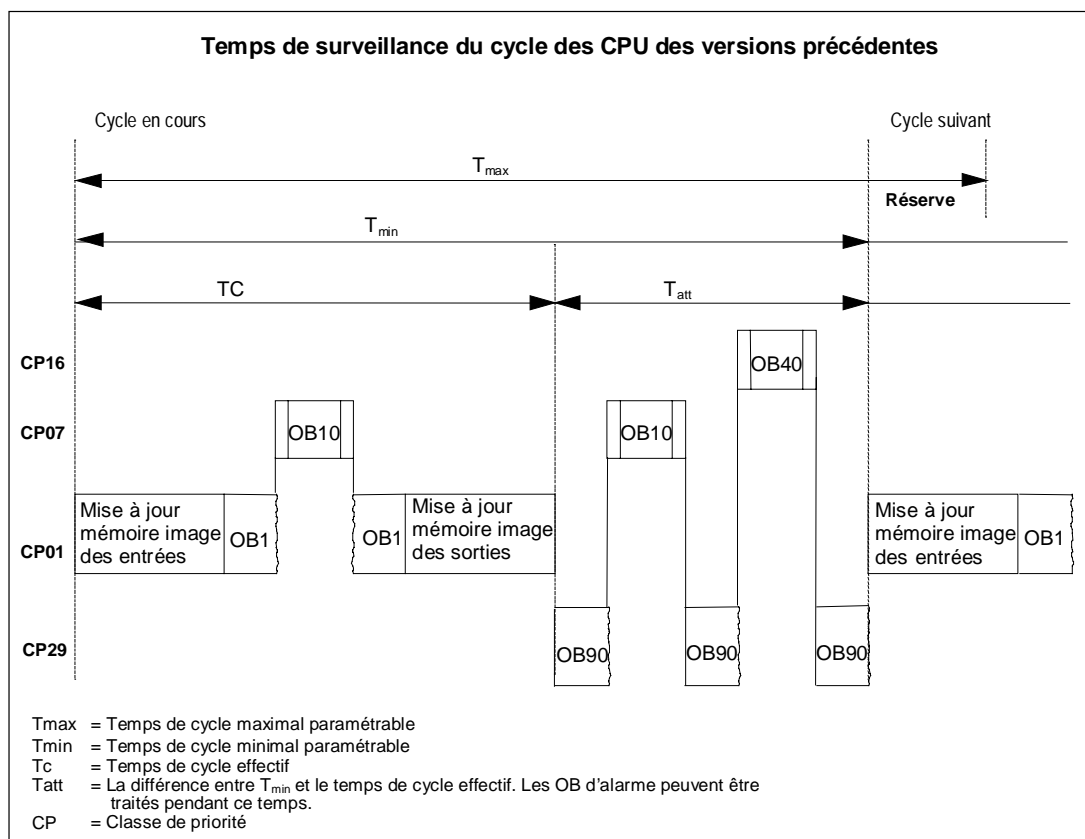 Temps de surveillance du cycle des CPU des versions précédentes
Cycle en cours
Cycle suivant
Tmax
Réserve
Tmin
TC
Tatt
CP16
OB40
CP07
OB10
OB10
CP01
Mise à jour
mémoire image
des entrées
OB1
OB1
Mise à jour
mémoire image
des sorties
Mise à jour
mémoire image
des entrées
OB1
CP29
OB90
OB90
OB90
Tmax = Temps de cycle maximal paramétrable
Tmin = Temps de cycle minimal paramétrable
Tc = Temps de cycle effectif
Tatt = La différence entre Tmin et le temps de cycle effectif. Les OB d'alarme peuvent être
traités pendant ce temps.
CP = Classe de priorité